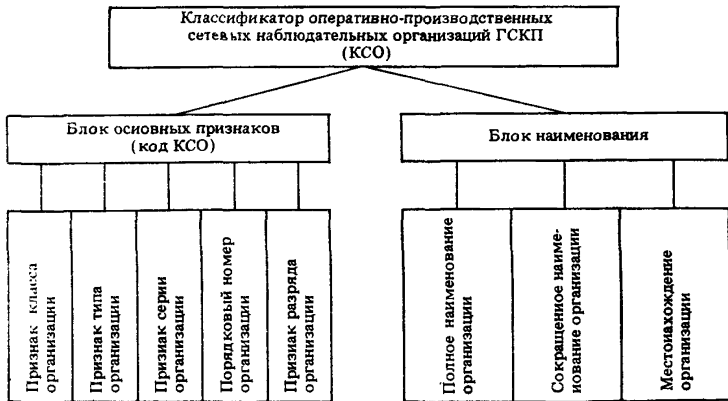 Классификатор оперативно-производственных
сетевых наблюдательных организаций ГСКП
(КСО)
Блок основных признаков
(код КСО)
Блок наименования
Признак класса
организации
Признак типа
организации
Признак серии
организации
Порядковый номер
организации
Признак разряда
организации
Полное наименование
организации
Сокращенное наиме-
нование организации
Местонахождение
организации